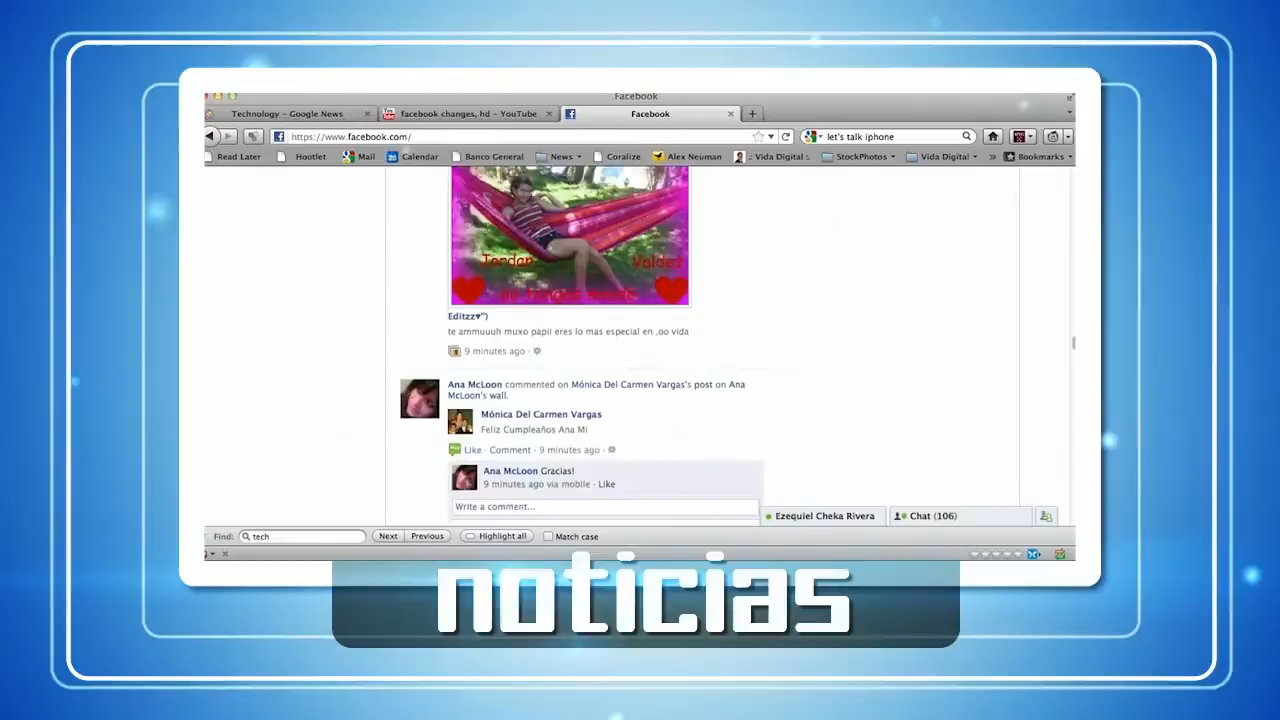 Facebook
Technology – Google News
facebook changes, hd – YouTube
Facebook
https://www.facebook.com/
let's talk iphone
Read Later
Hootlet
Mail
Calendar
Banco General
News
Coralize
Alex Neuman
.: Vida Digital :.
StockPhotos
Vida Digital
»
Bookmarks
Jordan
Valdez
Editzz♥")
te ammuuuh muxo papii eres lo mas especial en ,oo vida
9 minutes ago ·
Ana McLoon commented on Mónica Del Carmen Vargas's post on Ana
McLoon's wall.
Mónica Del Carmen Vargas
Feliz Cumpleaños Ana Mi
Like · Comment · 9 minutes ago ·
Ana McLoon Gracias!
9 minutes ago via mobile · Like
Write a comment...
Ezequiel Cheka Rivera
Chat (106)
Find:
tech
Next
Previous
Highlight all
Match case
noticias